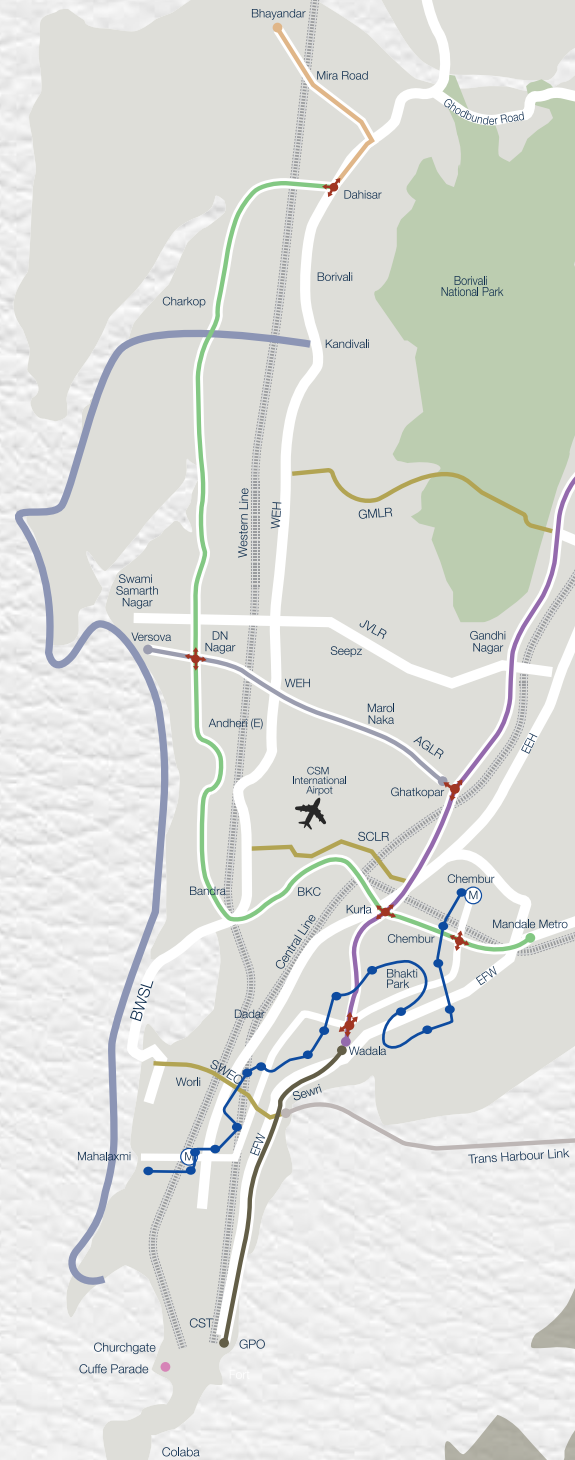 Bhayandar
Mira Road
Ghodbunder Road
Dahisar
Borivali
Borivali
National Park
Charkop
Kandivali
Western Line
WEH
GMLR
Swami
Samarth
Nagar
Versova
DN
Nagar
JVLR
Seepz
Gandhi
Nagar
WEH
Marol
Naka
Andheri (E)
AGLR
EEH
CSM
International
Airpot
Ghatkopar
SCLR
Bandra
BKC
Kurla
Chembur
M
Mandale Metro
Chembur
Central Line
Bhakti
Park
EFW
BWSL
Dadar
Wadala
SWEC
Worli
Sewri
EFW
Mahalaxmi
M
Trans Harbour Link
CST
GPO
Churchgate
Cuffe Parade
Colaba